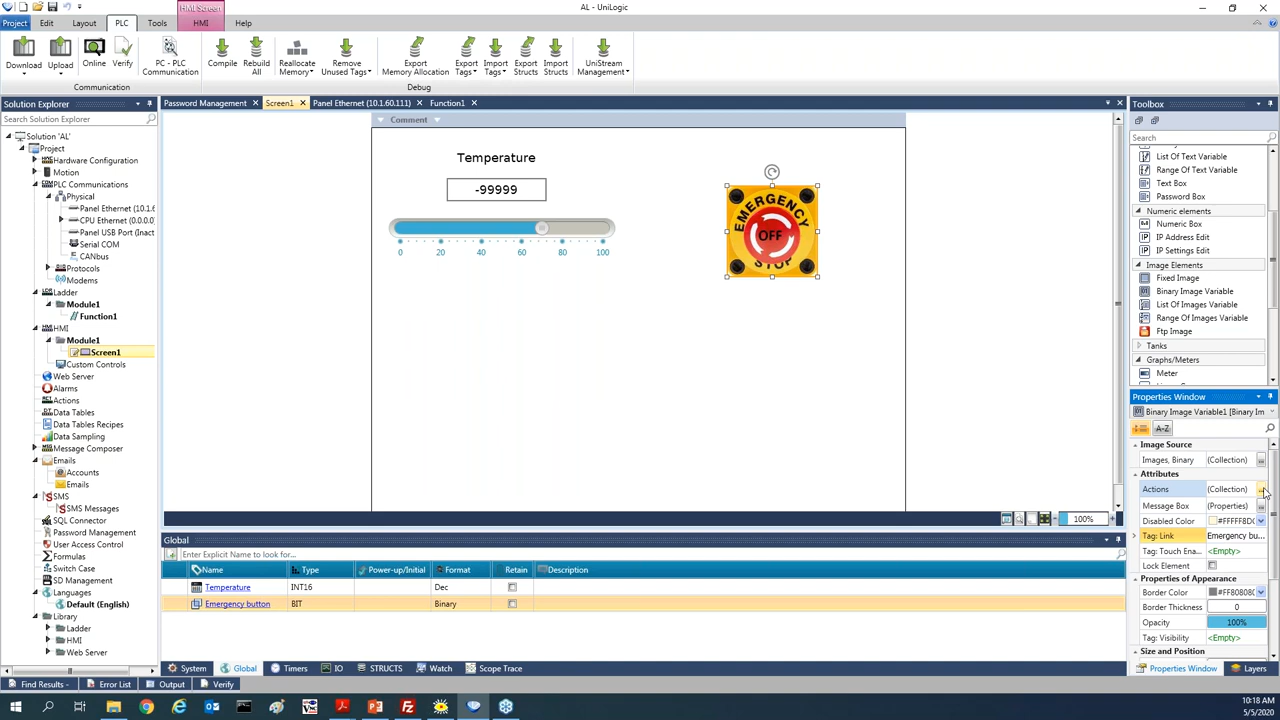 AL - UniLogic
HMI Screen
Project Edit Layout PLC Tools HMI Help
Download Upload Online Verify PC - PLC Communication Compile Rebuild All Reallocate Memory Remove Unused Tags Export Memory Allocation Export Tags Import Tags Export Structs Import Structs UniStream Management
Communication Debug
Solution Explorer
Search Solution Explorer
Solution 'AL'
Project
Hardware Configuration
Motion
PLC Communications
Physical
Panel Ethernet (10.1
CPU Ethernet (0.0.0.0
Panel USB Port (Inact
Serial COM
CANbus
Protocols
Modems
Ladder
Module1
Function1
HMI
Module1
Screen1
Custom Controls
Web Server
Alarms
Actions
Data Tables
Data Tables Recipes
Data Sampling
Message Composer
Emails
Accounts
Emails
SMS
SMS Messages
SQL Connector
Password Management
User Access Control
Formulas
Switch Case
SD Management
Languages
Default (English)
Library
Ladder
HMI
Web Server
Password Management Screen1 Panel Ethernet (10.1.60.111) Function1
Comment
Temperature
-99999
0 20 40 60 80 100
EMERGENCY
OFF
STOP
100%
Global
Enter Explicit Name to look for...
Name Type Power-up/Initial Format Retain Description
Temperature INT16 Dec
Emergency button BIT Binary
System Global Timers IO STRUCTS Watch Scope Trace
Toolbox
Search
List Of Text Variable
Range Of Text Variable
Text Box
Password Box
Numeric elements
Numeric Box
IP Address Edit
IP Settings Edit
Image Elements
Fixed Image
Binary Image Variable
List Of Images Variable
Range Of Images Variable
Ftp Image
Tanks
Graphs/Meters
Meter
Properties Window
Binary Image Variable1 [Binary Im
A-Z
Image Source
Images, Binary (Collection)
Attributes
Actions (Collection)
Message Box (Properties)
Disabled Color #FFFFF8DC
Tag: Link Emergency bu...
Tag: Touch Ena... <Empty>
Lock Element
Properties of Appearance
Border Color #FF808080
Border Thickness 0
Opacity 100%
Tag: Visibility <Empty>
Size and Position
Properties Window Layers
Find Results Error List Output Verify
10:18 AM
5/5/2020